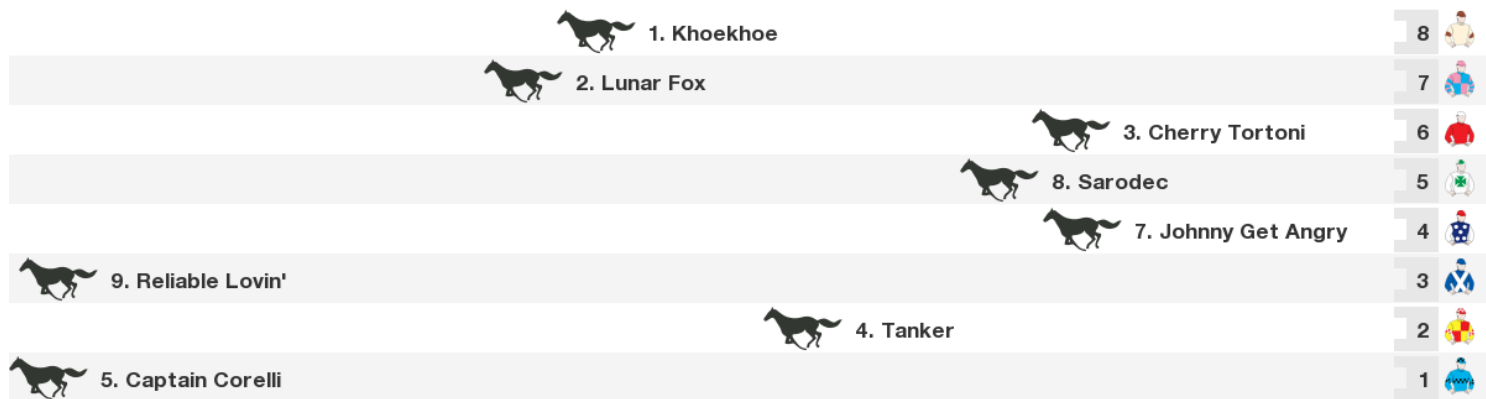 1. Khoekhoe 8
2. Lunar Fox 7
3. Cherry Tortoni 6
8. Sarodec 5
7. Johnny Get Angry 4
9. Reliable Lovin' 3
4. Tanker 2
5. Captain Corelli 1